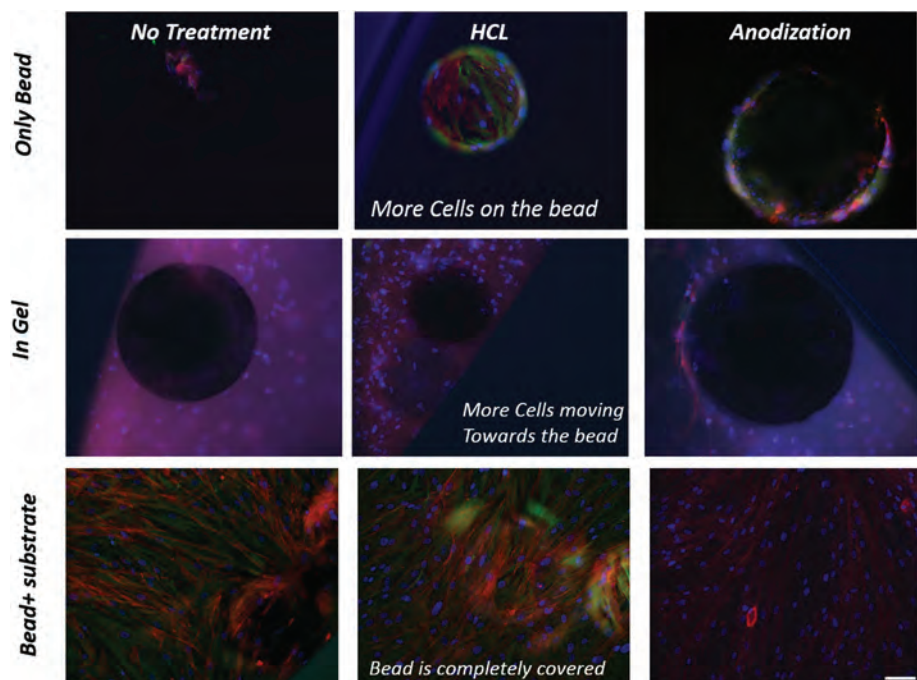 No Treatment
HCL
Anodization
Only Bead
More Cells on the bead
In Gel
More Cells moving
Towards the bead
Bead+ substrate
Bead is completely covered